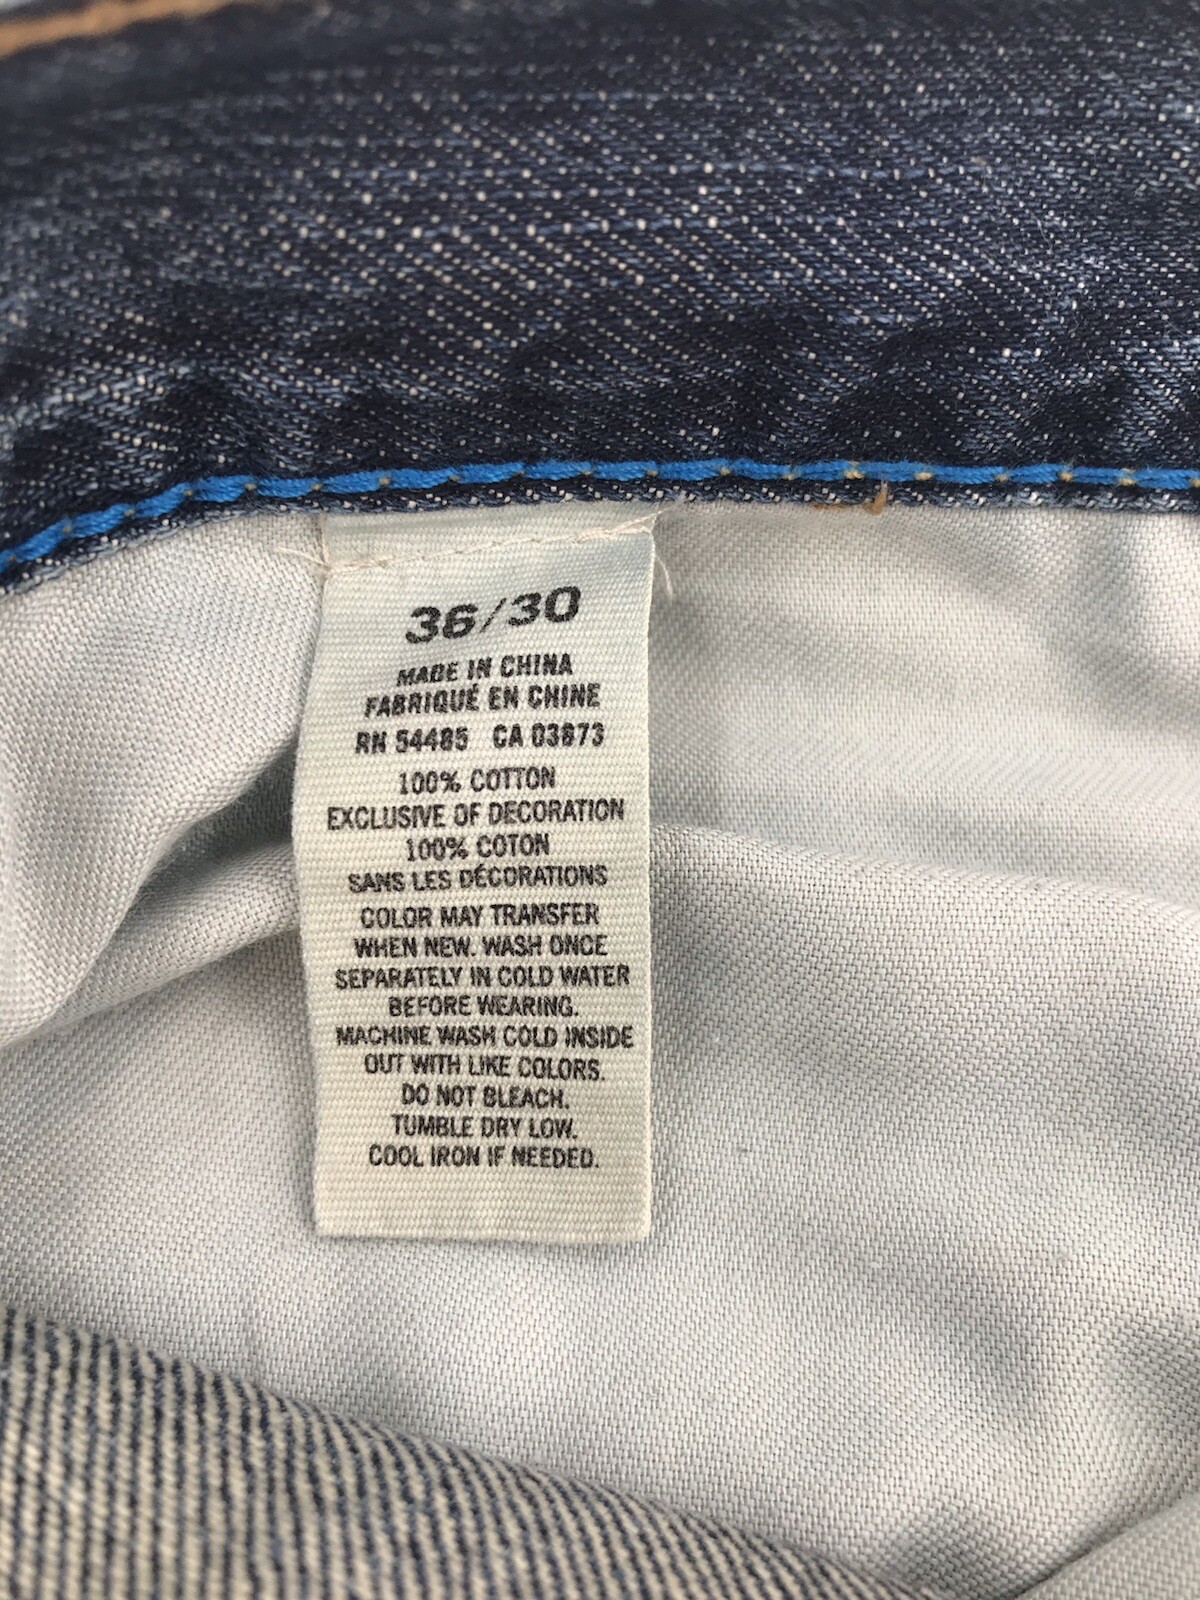 36/30
MADE IN CHINA
FABRIQUÉ EN CHINE
RN 54485 CA 03673
100% COTTON
EXCLUSIVE OF DECORATION
100% COTON
SANS LES DÉCORATIONS
COLOR MAY TRANSFER
WHEN NEW. WASH ONCE
SEPARATELY IN COLD WATER
BEFORE WEARING.
MACHINE WASH COLD INSIDE
OUT WITH LIKE COLORS.
DO NOT BLEACH.
TUMBLE DRY LOW.
COOL IRON IF NEEDED.